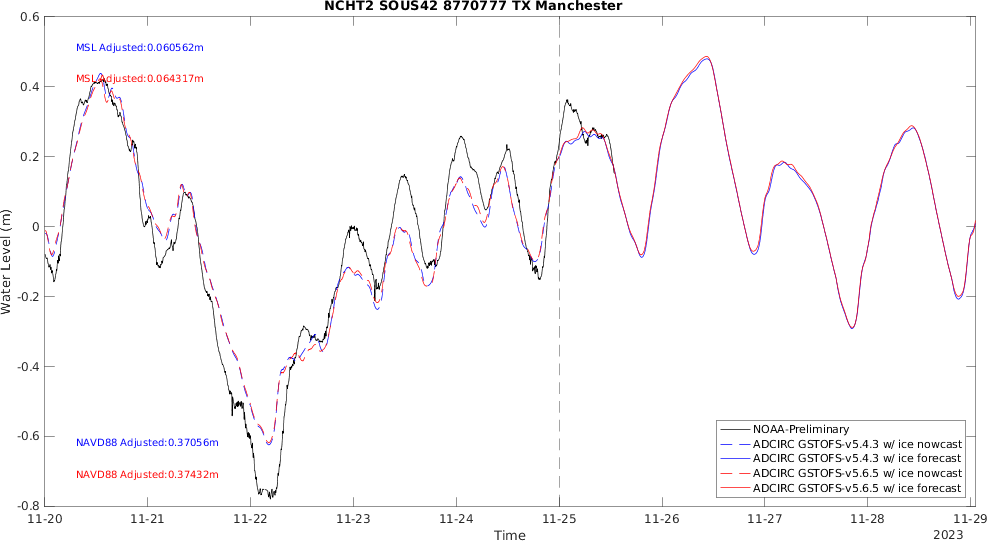 NCHT2 SOUS42 8770777 TX Manchester
0.6
MSL Adjusted:0.060562m
MSL Adjusted:0.064317m
0.4
0.2
0
-0.2
-0.4
-0.6
-0.8
Water Level (m)
NAVD88 Adjusted:0.37056m
NAVD88 Adjusted:0.37432m
NOAA-Preliminary
ADCIRC GSTOFS-v5.4.3 w/ ice nowcast
ADCIRC GSTOFS-v5.4.3 w/ ice forecast
ADCIRC GSTOFS-v5.6.5 w/ ice nowcast
ADCIRC GSTOFS-v5.6.5 w/ ice forecast
11-20 11-21 11-22 11-23 11-24 11-25 11-26 11-27 11-28 11-29
Time
2023